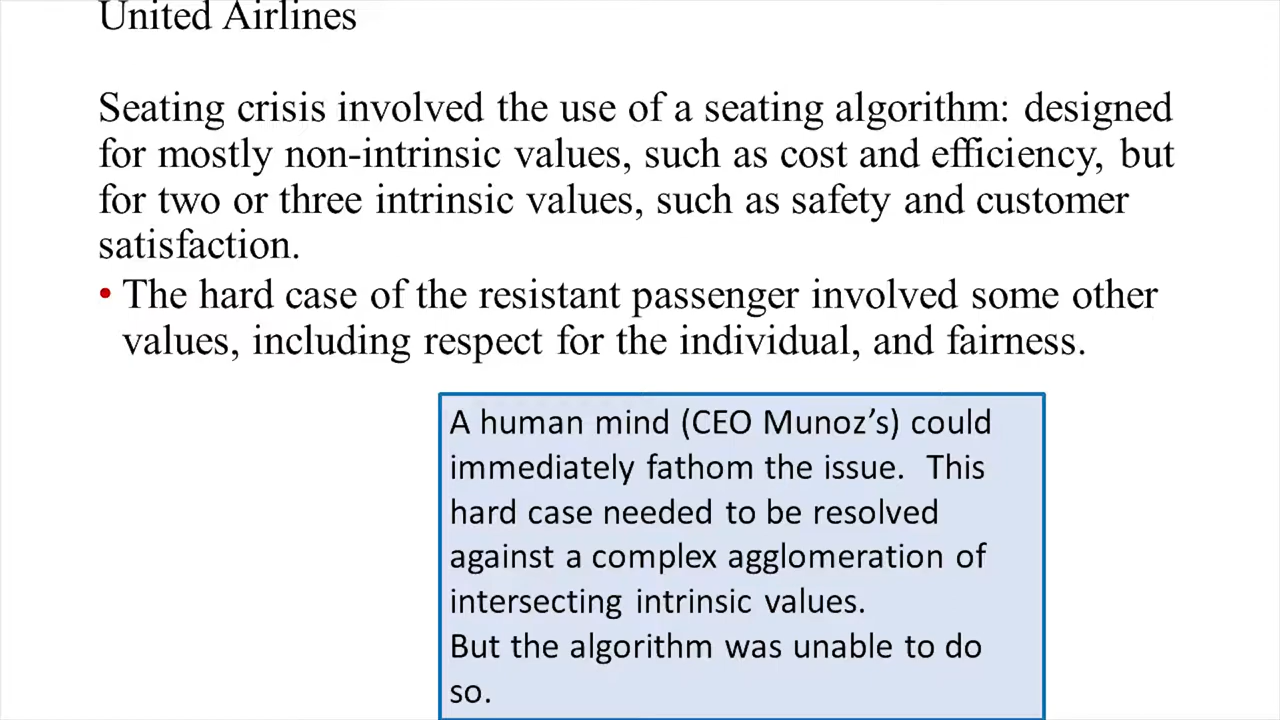 United Airlines
Seating crisis involved the use of a seating algorithm: designed
for mostly non-intrinsic values, such as cost and efficiency, but
for two or three intrinsic values, such as safety and customer
satisfaction.
• The hard case of the resistant passenger involved some other
values, including respect for the individual, and fairness.
A human mind (CEO Munoz’s) could
immediately fathom the issue.  This
hard case needed to be resolved
against a complex agglomeration of
intersecting intrinsic values.
But the algorithm was unable to do
so.